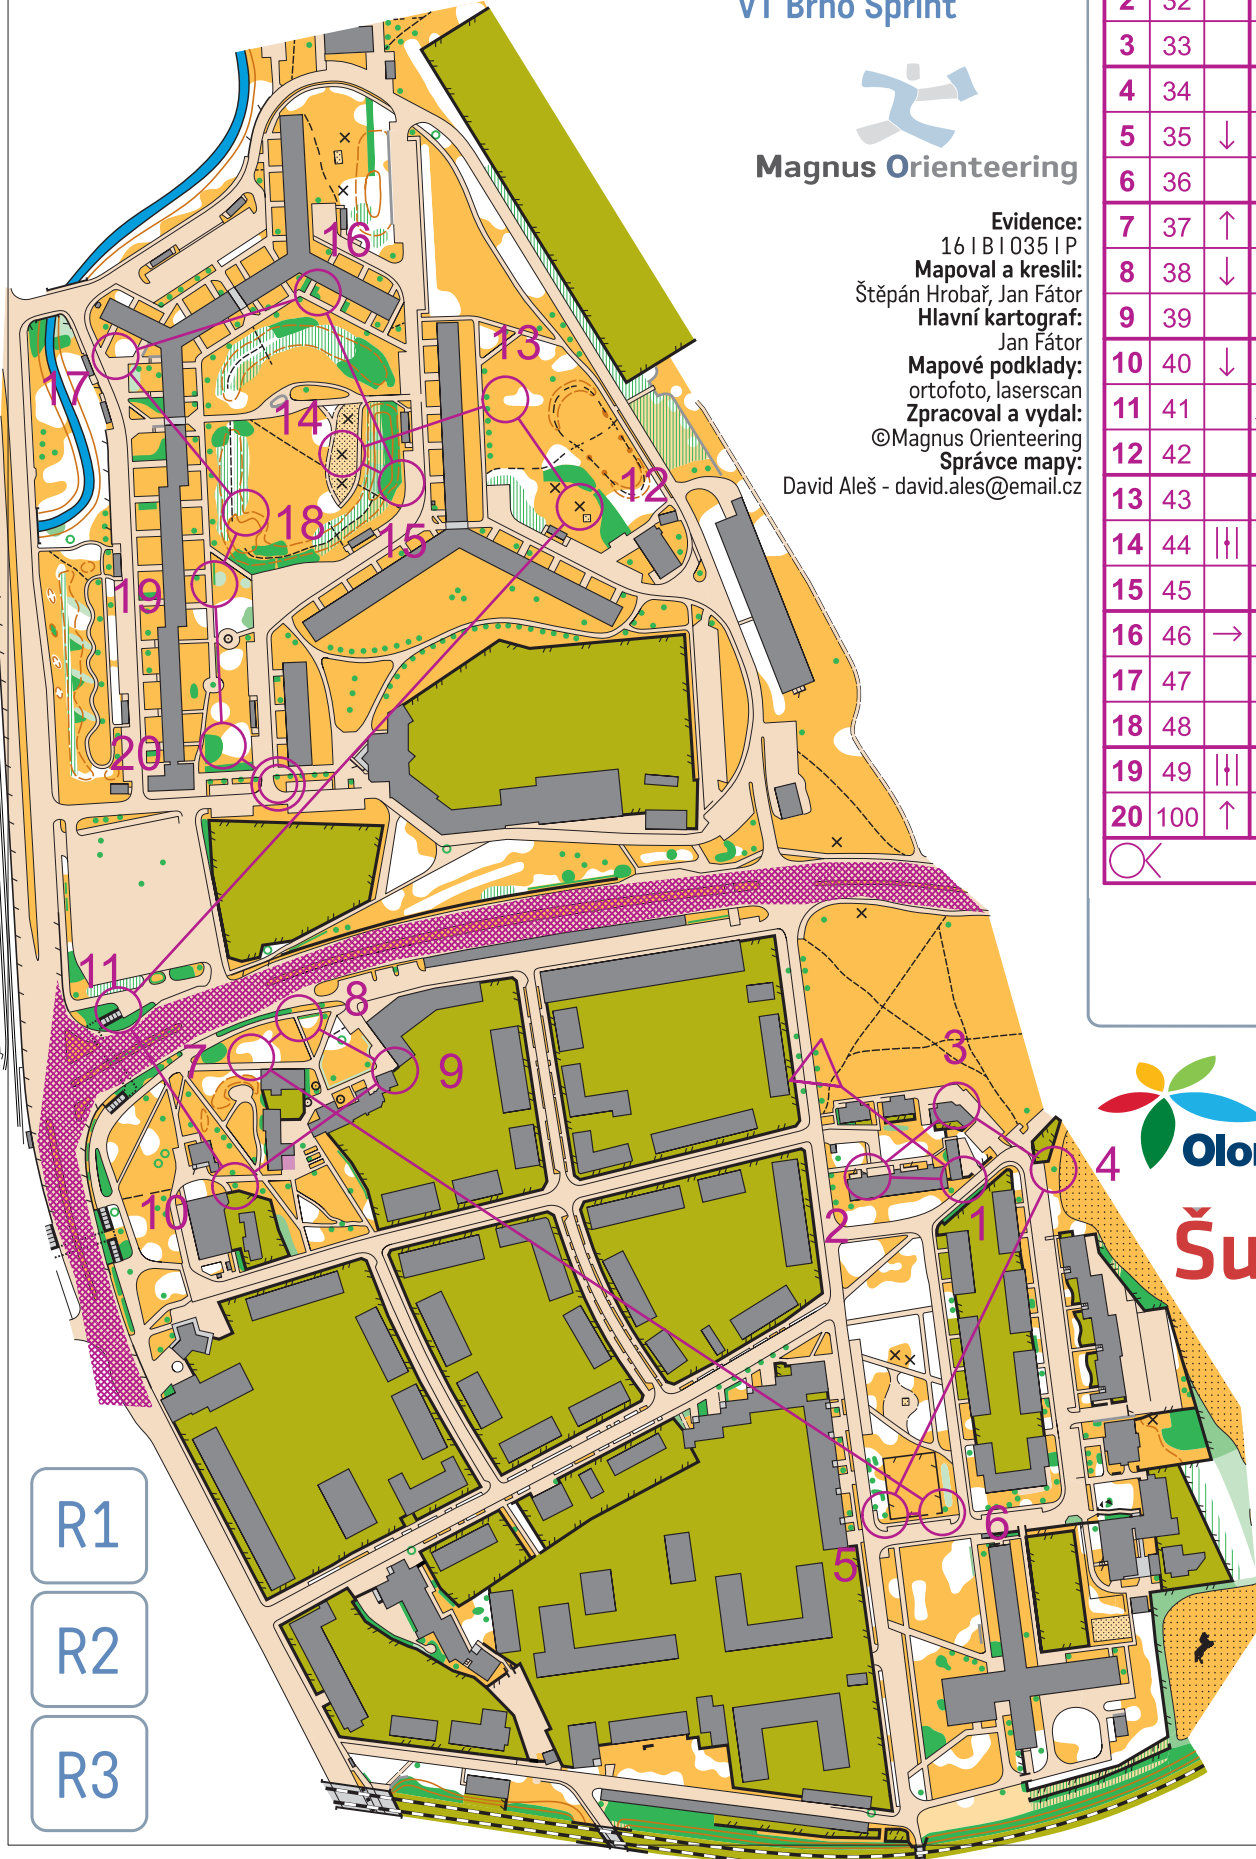 VT Brno Sprint
Magnus Orienteering
Evidence:
16 I B I 035 I P
Mapoval a kreslil:
Štěpán Hrobař, Jan Fátor
Hlavní kartograf:
Jan Fátor
Mapové podklady:
ortofoto, laserscan
Zpracoval a vydal:
©Magnus Orienteering
Správce mapy:
David Aleš - david.ales@email.cz
2 32
3 33
4 34
5 35 ↓
6 36
7 37 ↑
8 38 ↓
9 39
10 40 ↓
11 41
12 42
13 43
14 44
15 45
16 46 →
17 47
18 48
19 49
20 100 ↑
16
13
17
14
12
18
15
19
20
11
8
7
9
3
4
10
2
1
5
6
Šu
R1
R2
R3